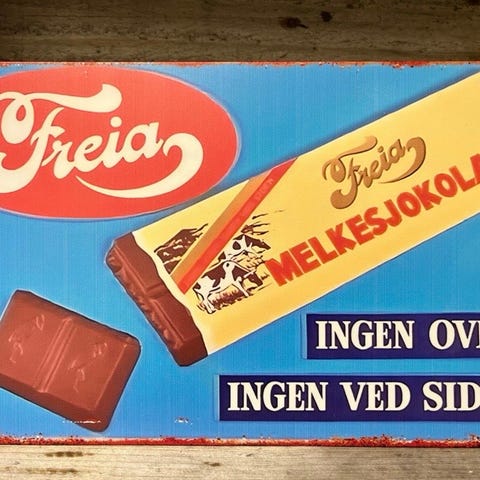 Freia
Freia
MELKESJOKOLA
INGEN OV
INGEN VED SID